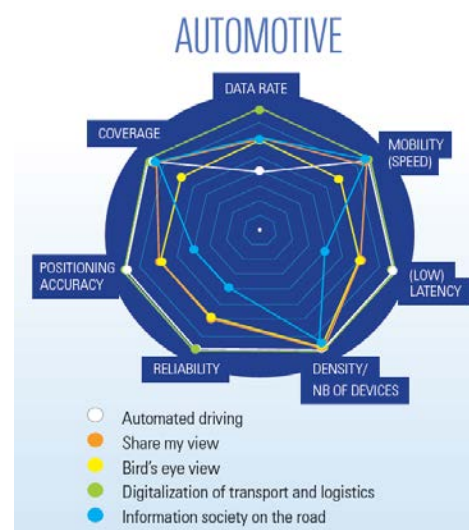 AUTOMOTIVE
DATA RATE
COVERAGE
MOBILITY
(SPEED)
POSITIONING
ACCURACY
(LOW)
LATENCY
RELIABILITY
DENSITY/
NB OF DEVICES
Automated driving
Share my view
Bird's eye view
Digitalization of transport and logistics
Information society on the road